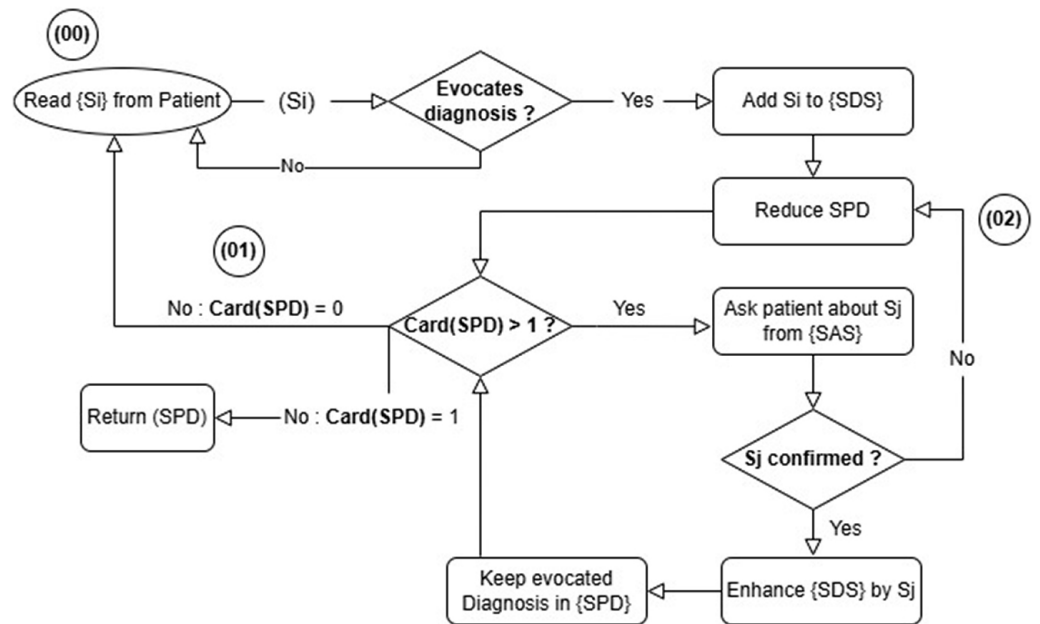 (00)
Read {Si} from Patient
(Si)
Evocates
diagnosis ?
Yes
Add Si to {SDS}
No
Reduce SPD
(02)
(01)
No : Card(SPD) = 0
Card(SPD) > 1 ?
Yes
Ask patient about Sj
from {SAS}
No
Return (SPD)
No : Card(SPD) = 1
Sj confirmed ?
Yes
Keep evocated
Diagnosis in {SPD}
Enhance {SDS} by Sj